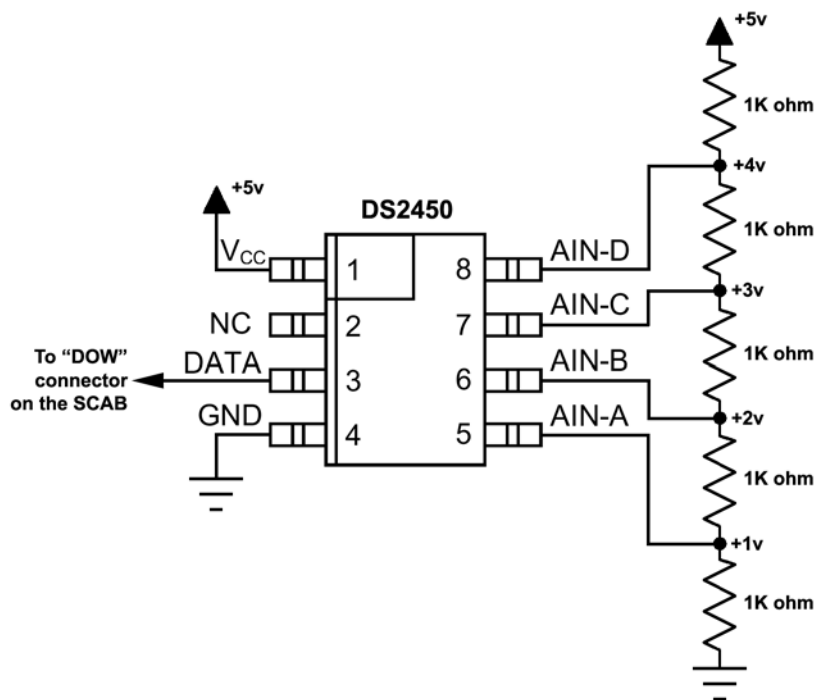 +5v
1K ohm
+4v
+5v
DS2450
1K ohm
VCC
1
8
AIN-D
+3v
NC
2
7
AIN-C
To “DOW”
connector
on the SCAB
DATA
3
6
AIN-B
1K ohm
+2v
GND
4
5
AIN-A
1K ohm
+1v
1K ohm